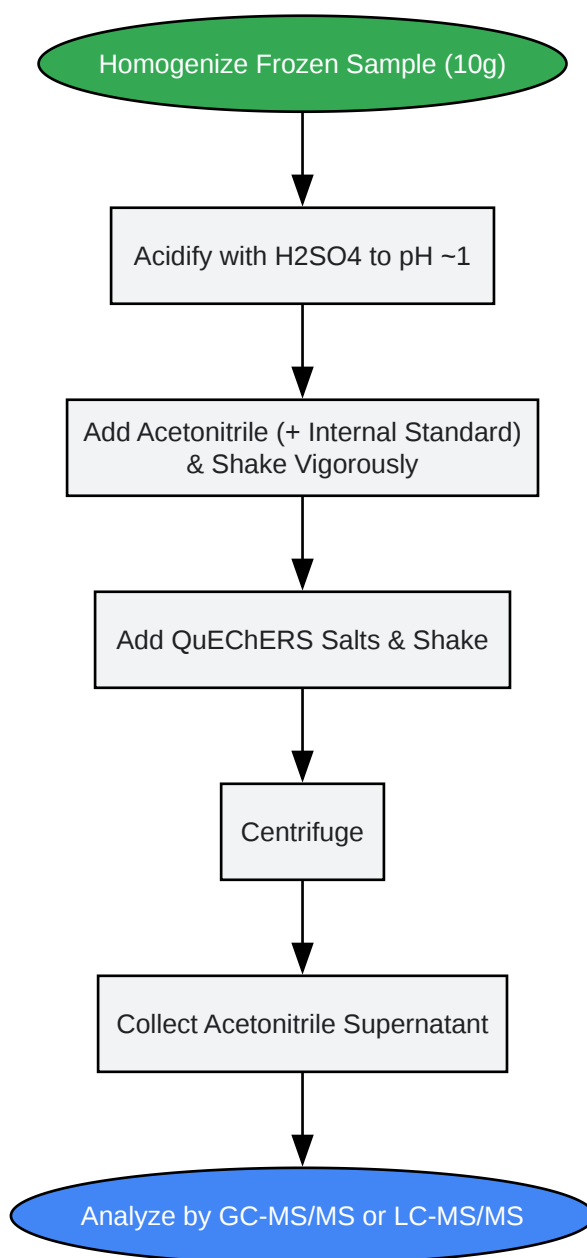 Homogenize Frozen Sample (10g)
Acidify with H2SO4 to pH ~1
Add Acetonitrile (+ Internal Standard)
& Shake Vigorously
Add QuEChERS Salts & Shake
Centrifuge
Collect Acetonitrile Supernatant
Analyze by GC-MS/MS or LC-MS/MS